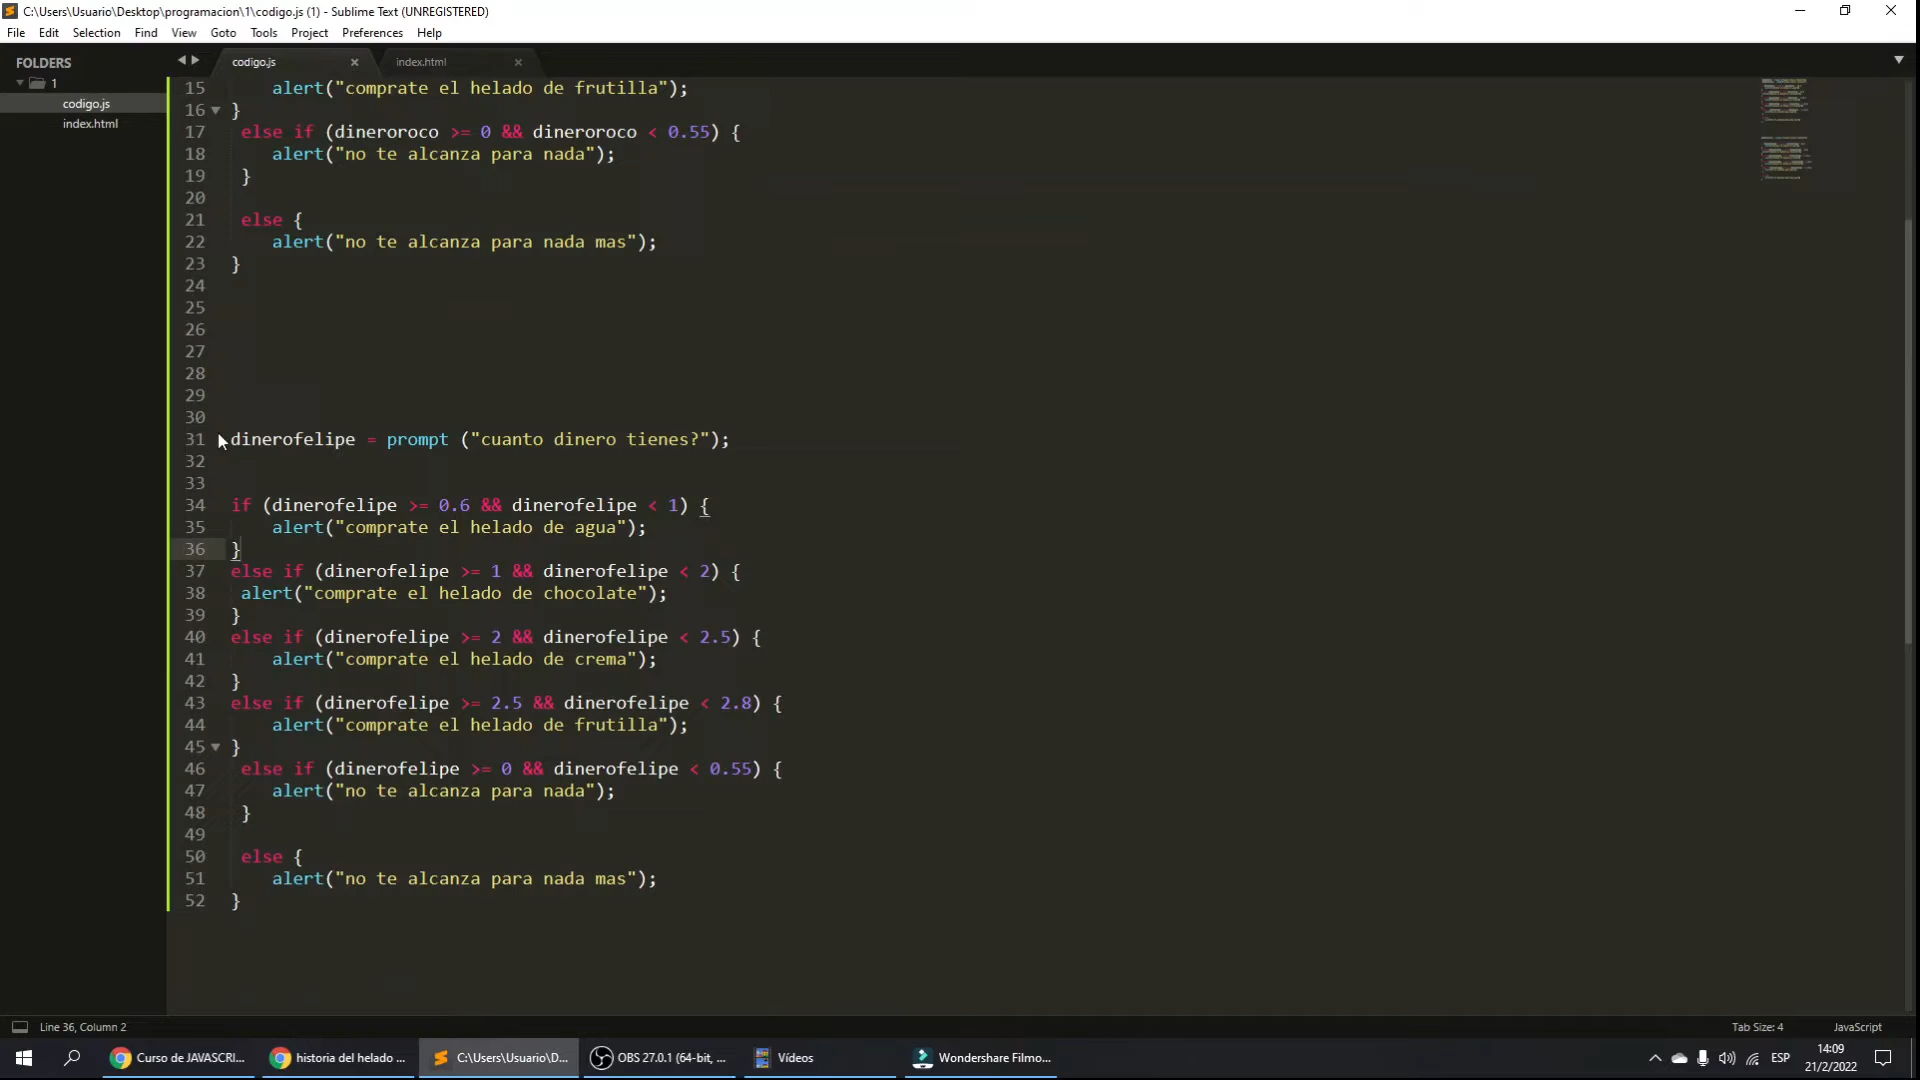 C:\Users\Usuario\Desktop\programacion\1\codigo.js (1) - Sublime Text (UNREGISTERED)
File Edit Selection Find View Goto Tools Project Preferences Help
FOLDERS
1
codigo.js
index.html
codigo.js × index.html ×
15 alert("comprate el helado de frutilla");
16 }
17 else if (dineroroco >= 0 && dineroroco < 0.55) {
18 alert("no te alcanza para nada");
19 }
20
21 else {
22 alert("no te alcanza para nada mas");
23 }
24
25
26
27
28
29
30
31 dinerofelipe = prompt ("cuanto dinero tienes?");
32
33
34 if (dinerofelipe >= 0.6 && dinerofelipe < 1) {
35 alert("comprate el helado de agua");
36 }
37 else if (dinerofelipe >= 1 && dinerofelipe < 2) {
38 alert("comprate el helado de chocolate");
39 }
40 else if (dinerofelipe >= 2 && dinerofelipe < 2.5) {
41 alert("comprate el helado de crema");
42 }
43 else if (dinerofelipe >= 2.5 && dinerofelipe < 2.8) {
44 alert("comprate el helado de frutilla");
45 }
46 else if (dinerofelipe >= 0 && dinerofelipe < 0.55) {
47 alert("no te alcanza para nada");
48 }
49
50 else {
51 alert("no te alcanza para nada mas");
52 }
Line 36, Column 2 Tab Size: 4 JavaScript
Curso de JAVASCRI... historia del helado ... C:\Users\Usuario\D... OBS 27.0.1 (64-bit, ... Vídeos Wondershare Filmo... ESP 14:09
21/2/2022